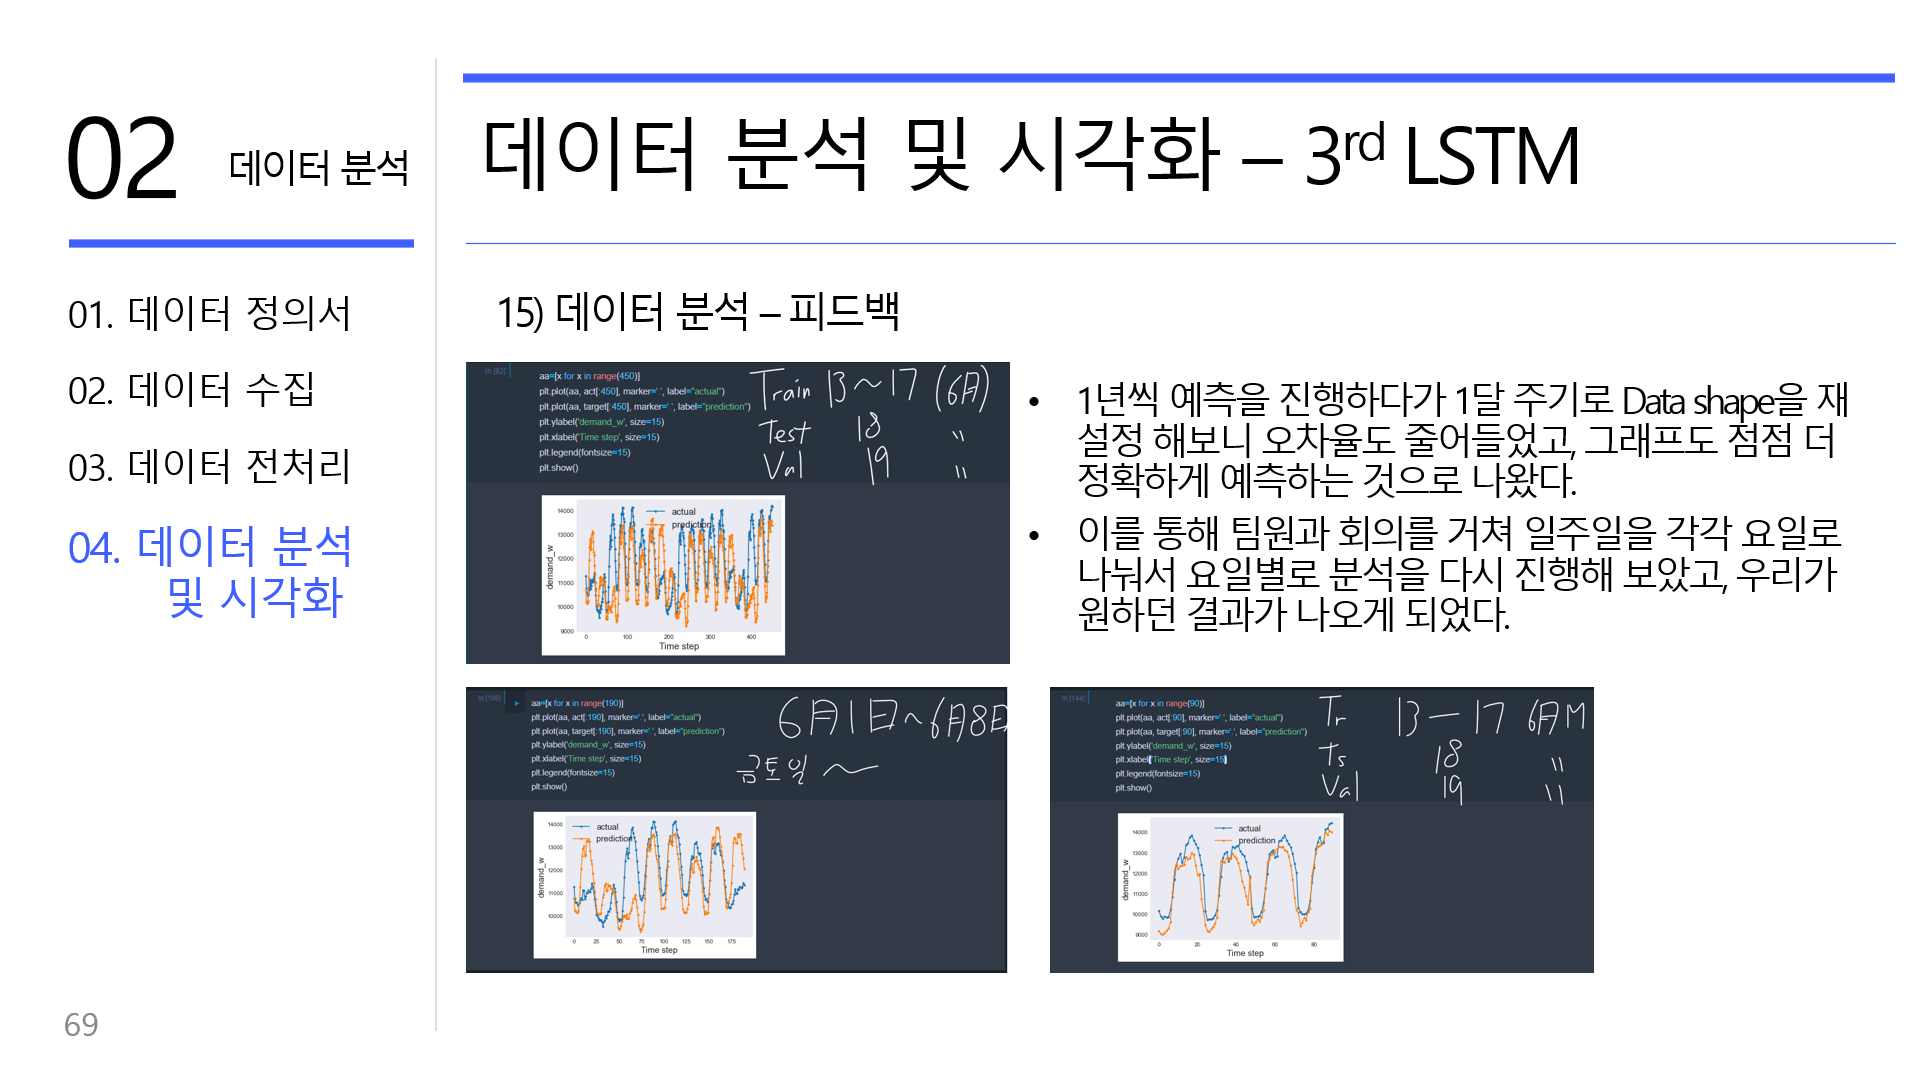 02 데이터 분석
01. 데이터 정의서
02. 데이터 수집
03. 데이터 전처리
04. 데이터 분석
및 시각화
69
데이터 분석 및 시각화 – 3rd LSTM
15) 데이터 분석 – 피드백
In [82]:
aa=[x for x in range(450)]
plt.plot(aa, act[:450], marker='.', label="actual")
plt.plot(aa, target[:450], marker='.', label="prediction")
plt.ylabel('demand_w', size=15)
plt.xlabel('Time step', size=15)
plt.legend(fontsize=15)
plt.show()
Train 13~17 (6月)
Test 18 〃
Val 19 〃
actual
prediction
14000
13000
12000
11000
10000
9000
demand_w
0 100 200 300 400
Time step
• 1년씩 예측을 진행하다가 1달 주기로 Data shape을 재
설정 해보니 오차율도 줄어들었고, 그래프도 점점 더
정확하게 예측하는 것으로 나왔다.
• 이를 통해 팀원과 회의를 거쳐 일주일을 각각 요일로
나눠서 요일별로 분석을 다시 진행해 보았고, 우리가
원하던 결과가 나오게 되었다.
In [106]:
aa=[x for x in range(190)]
plt.plot(aa, act[:190], marker='.', label="actual")
plt.plot(aa, target[:190], marker='.', label="prediction")
plt.ylabel('demand_w', size=15)
plt.xlabel('Time step', size=15)
plt.legend(fontsize=15)
plt.show()
6月1日~6月8日
금토일 ~
actual
prediction
14000
13000
12000
11000
10000
demand_w
0 25 50 75 100 125 150 175
Time step
In [144]:
aa=[x for x in range(90)]
plt.plot(aa, act[:90], marker='.', label="actual")
plt.plot(aa, target[:90], marker='.', label="prediction")
plt.ylabel('demand_w', size=15)
plt.xlabel('Time step', size=15)
plt.legend(fontsize=15)
plt.show()
Tr 13 – 17 6月 M
Ts 18 〃
Val 19 〃
actual
prediction
14000
13000
12000
11000
10000
9000
demand_w
0 20 40 60 80
Time step